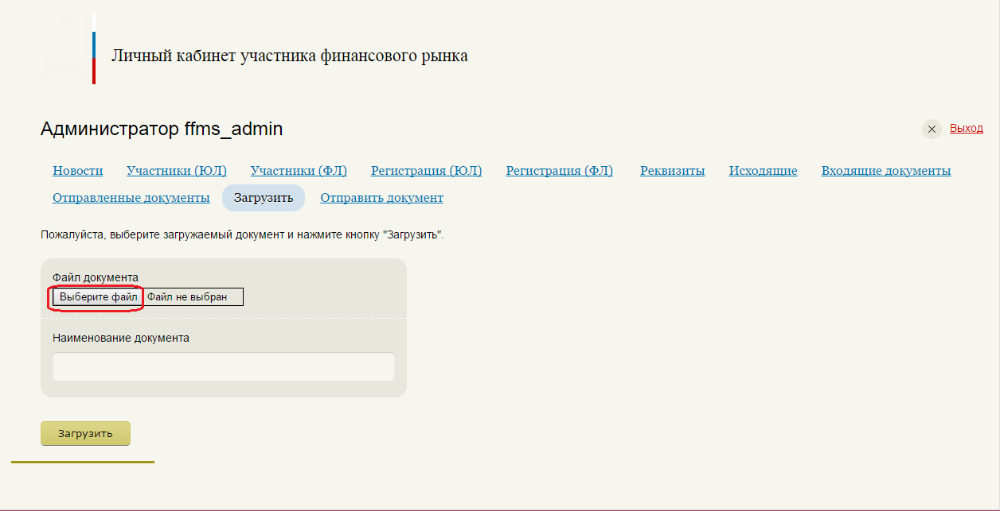 Личный кабинет участника финансового рынка
Администратор ffms_admin
Выход
Новости Участники (ЮЛ) Участники (ФЛ) Регистрация (ЮЛ) Регистрация (ФЛ) Реквизиты Исходящие Входящие документы
Отправленные документы Загрузить Отправить документ
Пожалуйста, выберите загружаемый документ и нажмите кнопку "Загрузить".
Файл документа
Выберите файл Файл не выбран
Наименование документа
Загрузить